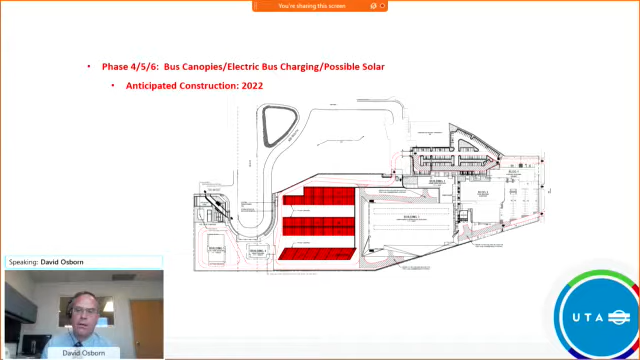 You're sharing this screen
• Phase 4/5/6: Bus Canopies/Electric Bus Charging/Possible Solar
• Anticipated Construction: 2022
Speaking: David Osborn
David Osborn
UTA